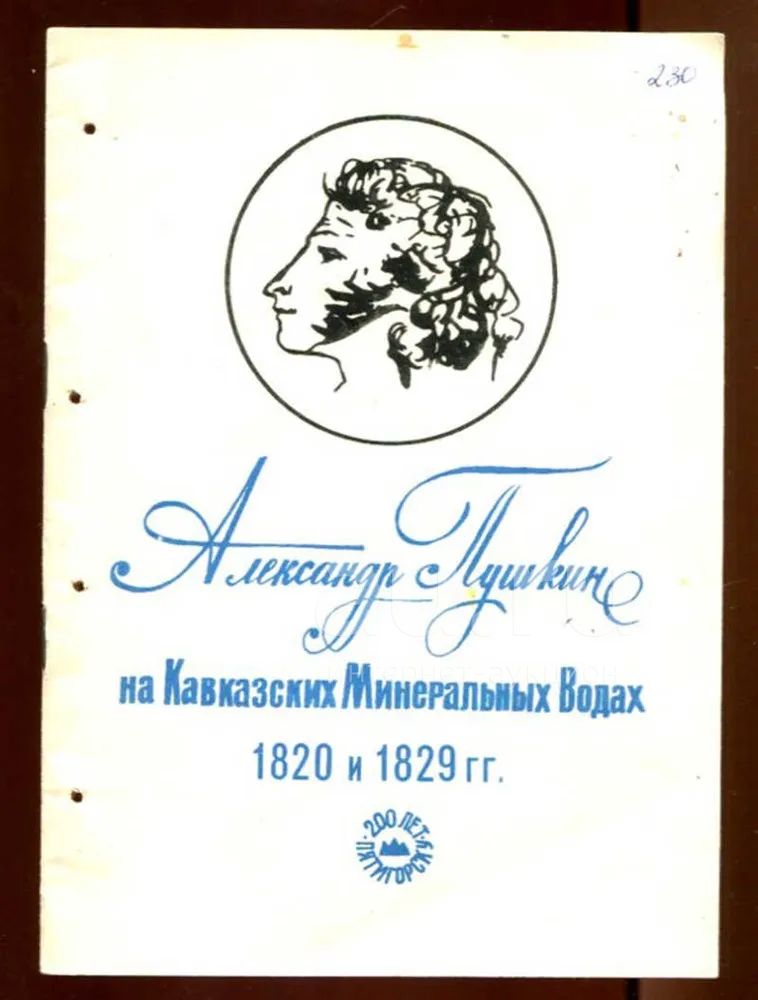 230
Александр Пушкин
на Кавказских Минеральных Водах
1820 и 1829 гг.
· 200 ЛЕТ ·
ПЯТИГОРСКУ